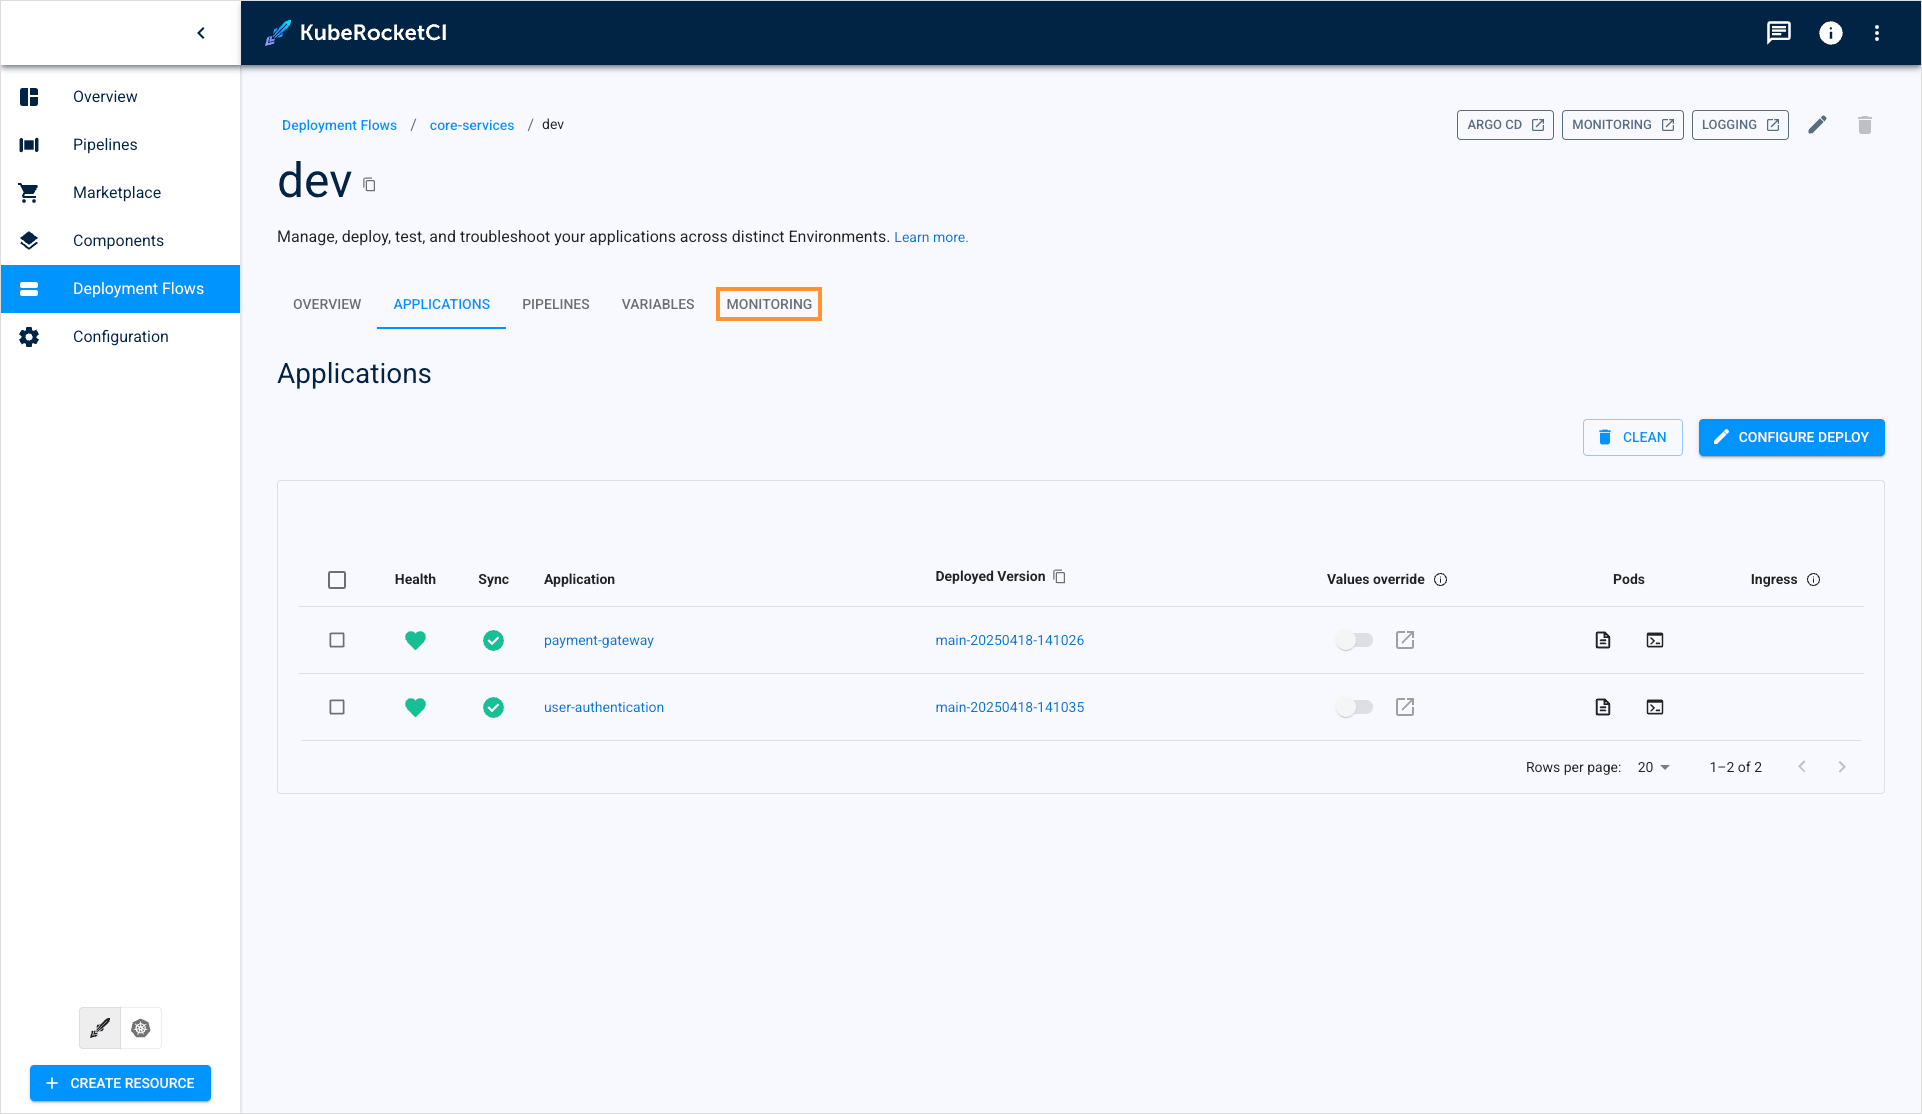 KubeRocketCI
Overview
Pipelines
Marketplace
Components
Deployment Flows
Configuration
CREATE RESOURCE
Deployment Flows / core-services / dev
ARGO CD
MONITORING
LOGGING
dev
Manage, deploy, test, and troubleshoot your applications across distinct Environments. Learn more.
OVERVIEW APPLICATIONS PIPELINES VARIABLES MONITORING
Applications
CLEAN
CONFIGURE DEPLOY
Health Sync Application Deployed Version Values override Pods Ingress
payment-gateway main-20250418-141026
user-authentication main-20250418-141035
Rows per page: 20 1–2 of 2